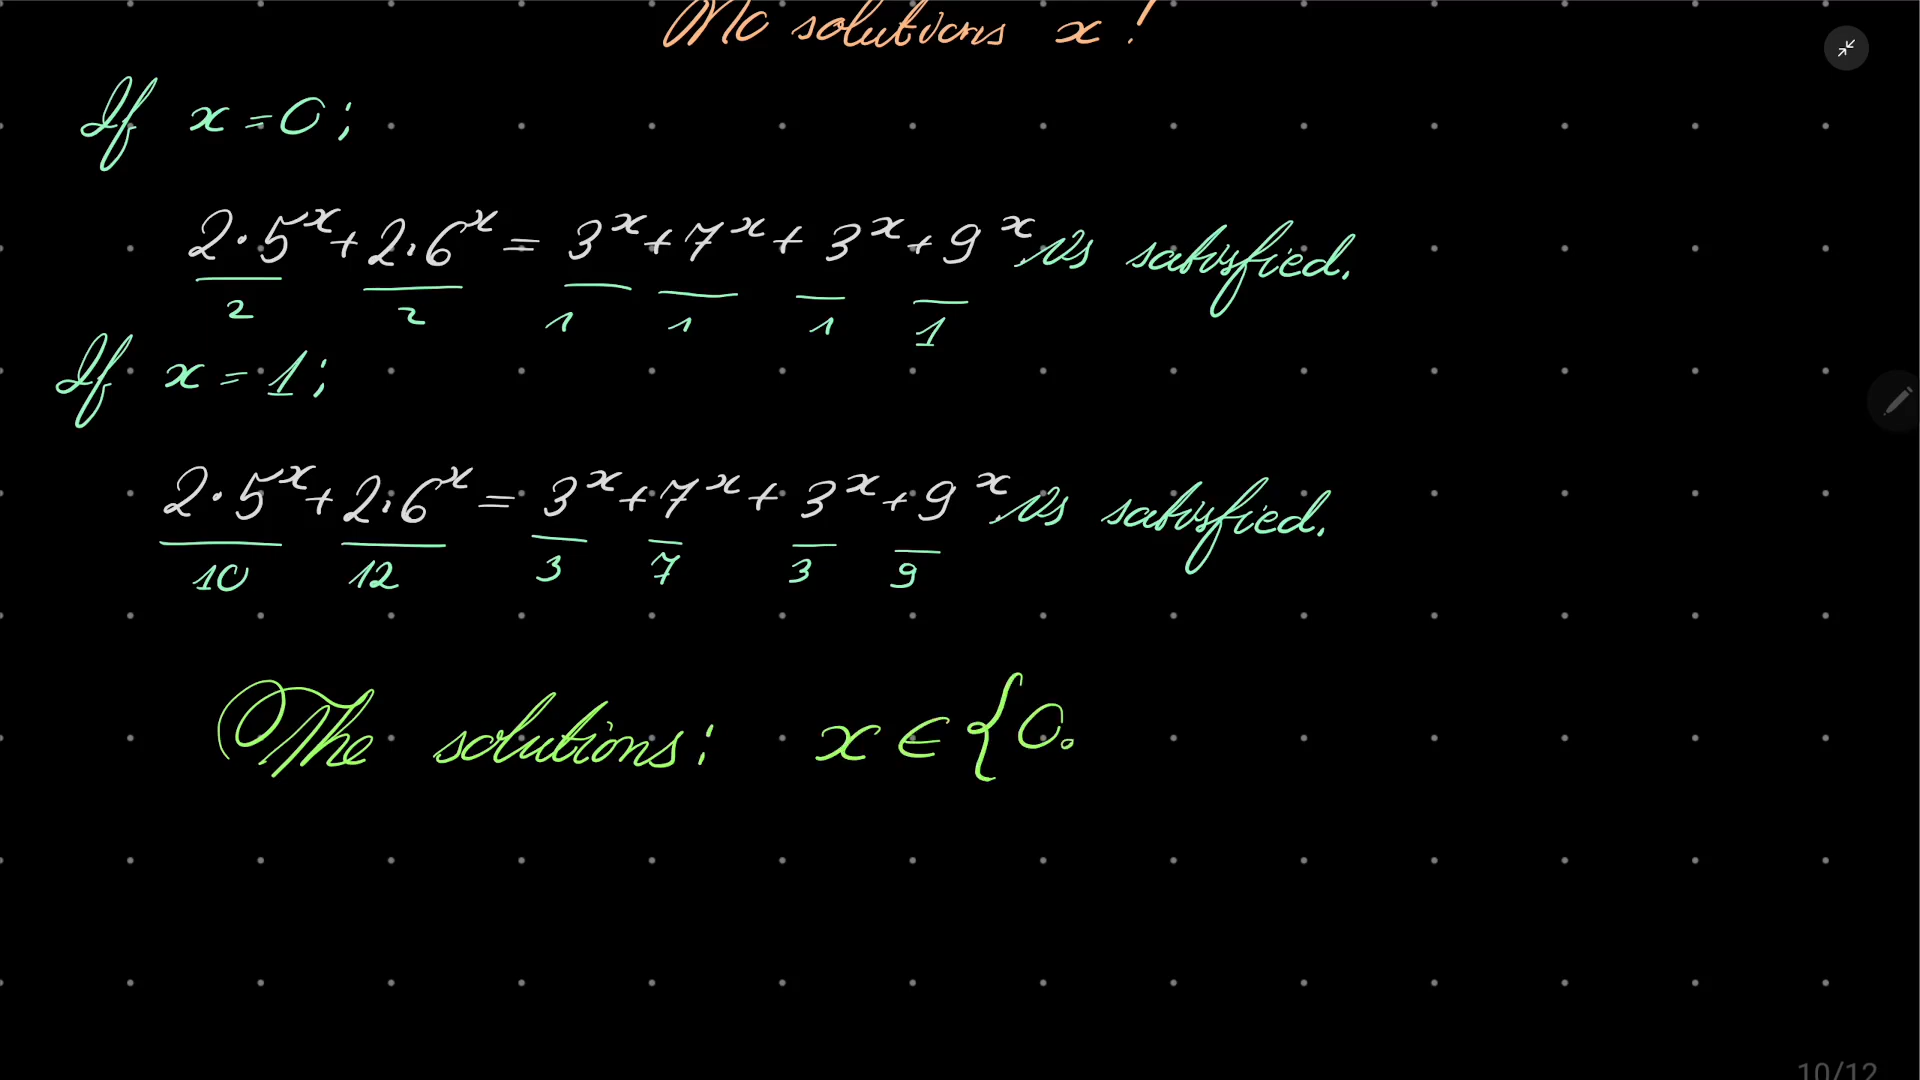 No solutions x!
If x=0;
2·5^x+2·6^x=3^x+7^x+3^x+9^x is satisfied.
2 2 1 1 1 1
If x=1;
2·5^x+2·6^x=3^x+7^x+3^x+9^x is satisfied.
10 12 3 7 3 9
The solutions: x∈{0.
10/12